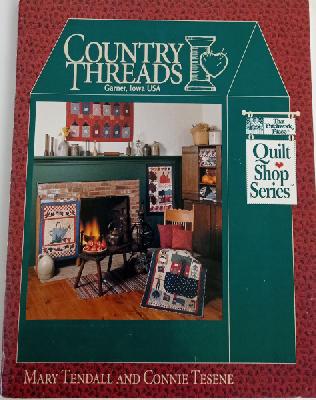 COUNTRY
THREADS
Garner, Iowa USA
The
Patchwork
Place
Quilt
Shop
Series
MARY TENDALL AND CONNIE TESENE